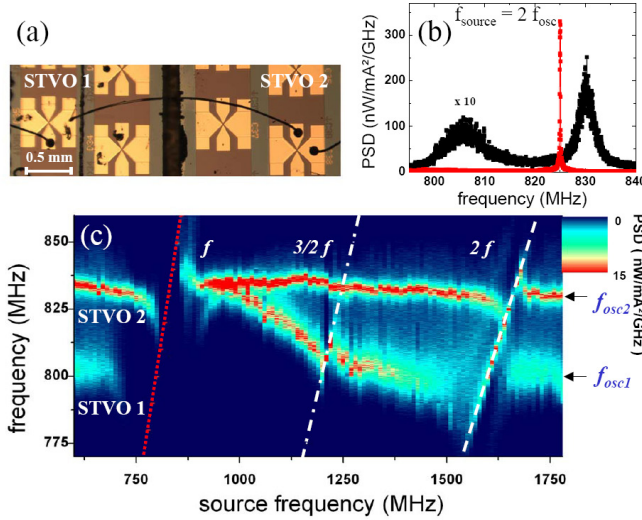 (a)
STVO 1
STVO 2
0.5 mm
(b)
f_source = 2 f_osc
x 10
PSD (nW/mA²/GHz)
300
200
100
0
800
810
820
830
840
frequency (MHz)
(c)
f
3/2 f
2 f
STVO 2
STVO 1
frequency (MHz)
850
825
800
775
750
1000
1250
1500
1750
source frequency (MHz)
0
15
PSD (nW/mA²/GHz)
f_osc2
f_osc1